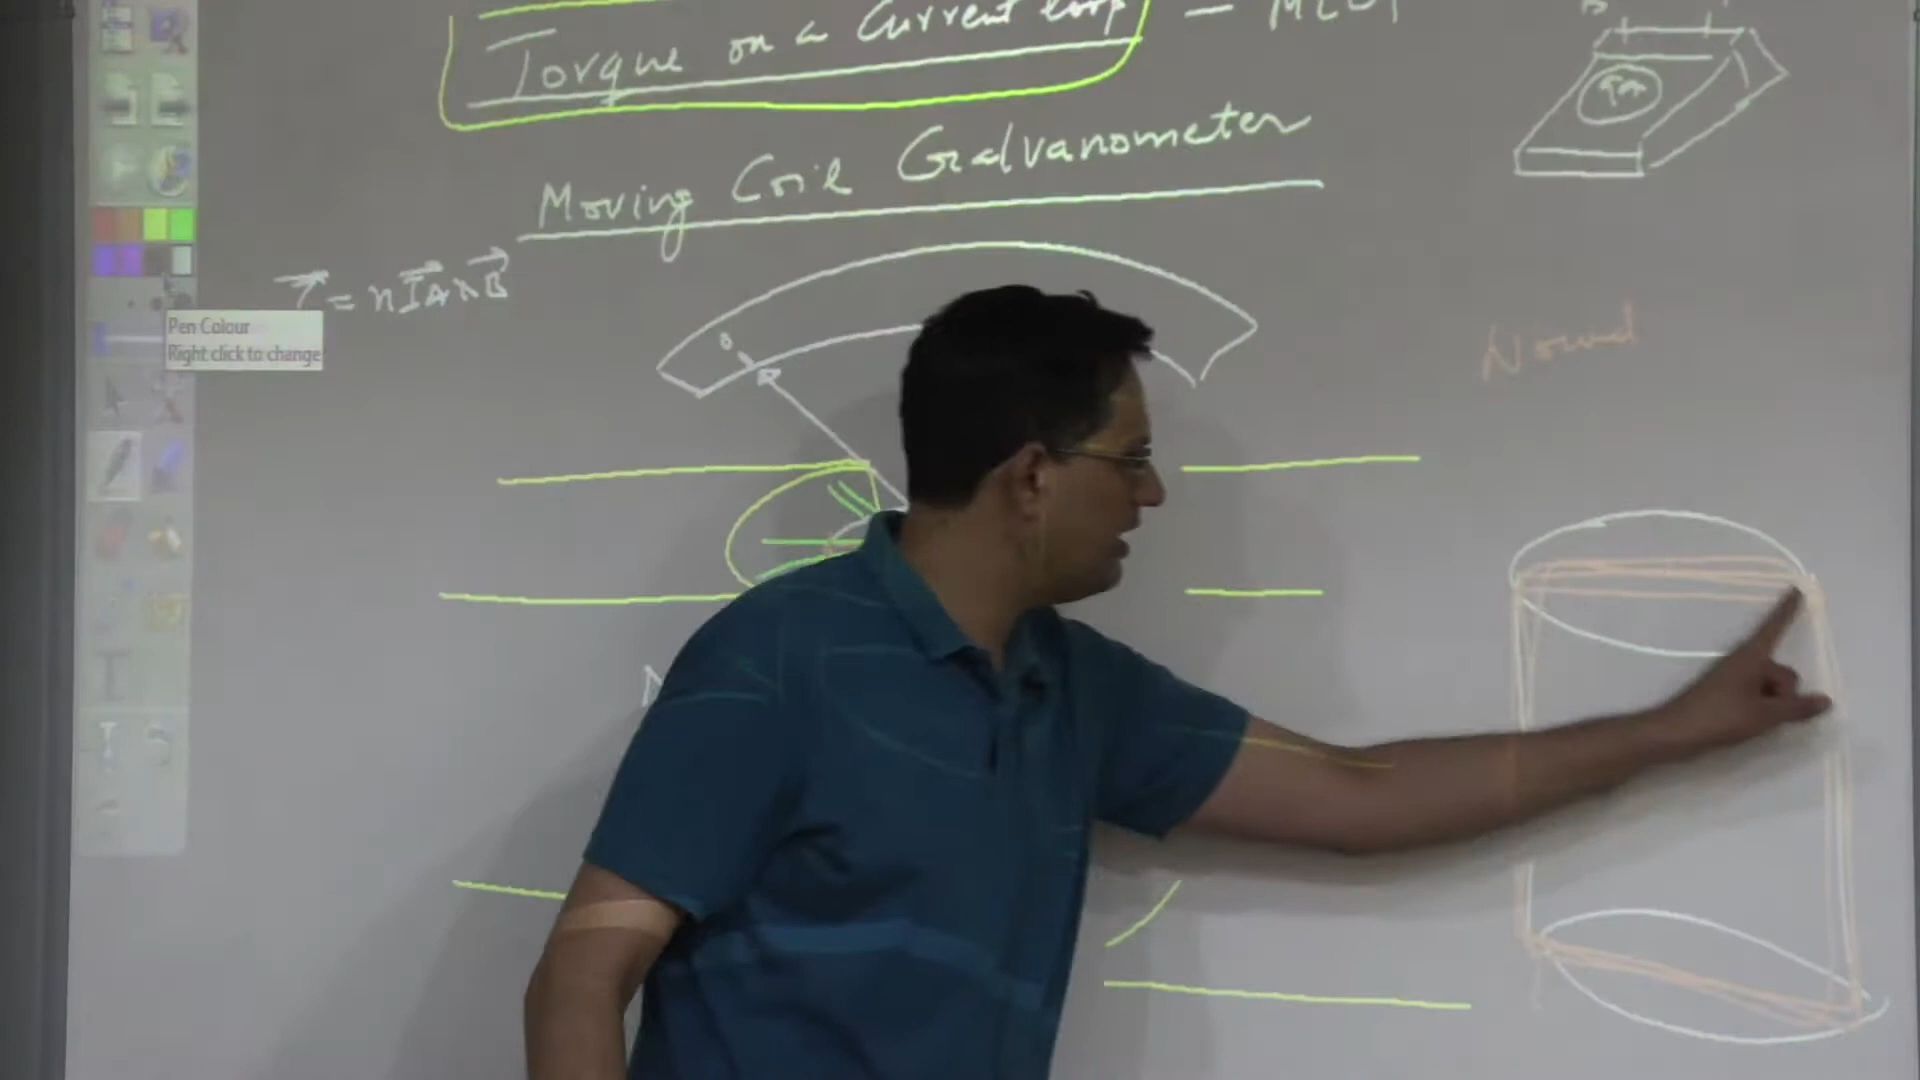 Torque on a Current loop
Moving Coil Galvanometer
τ = nIA×B
Pen Colour
Right click to change